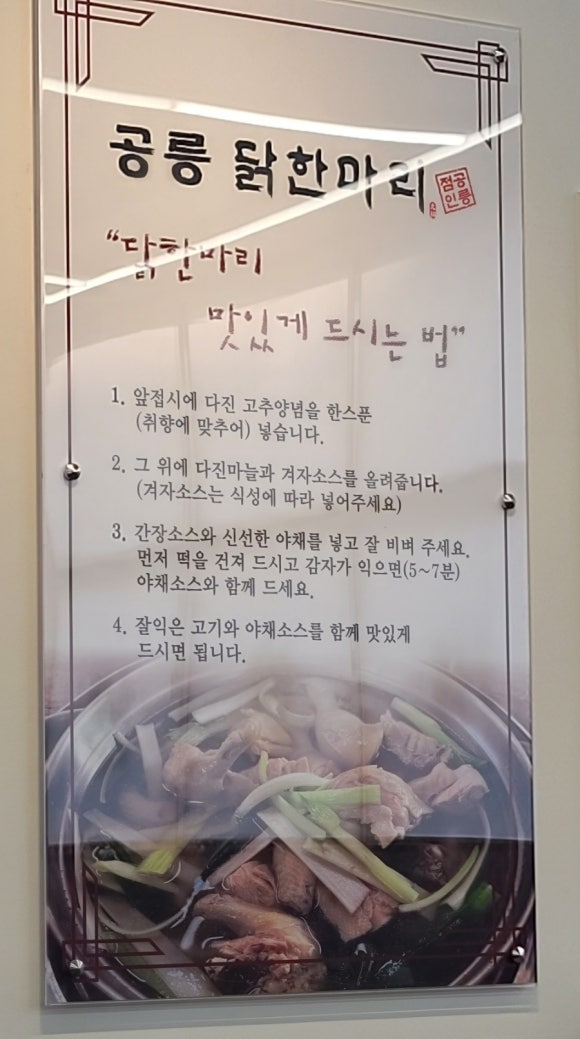 공릉 닭한마리
공릉점인
“닭한마리
맛있게 드시는 법”
1. 앞접시에 다진 고추양념을 한스푼
(취향에 맞추어) 넣습니다.
2. 그 위에 다진마늘과 겨자소스를 올려줍니다.
(겨자소스는 식성에 따라 넣어주세요)
3. 간장소스와 신선한 야채를 넣고 잘 비벼 주세요.
먼저 떡을 건져 드시고 감자가 익으면(5~7분)
야채소스와 함께 드세요.
4. 잘익은 고기와 야채소스를 함께 맛있게
드시면 됩니다.